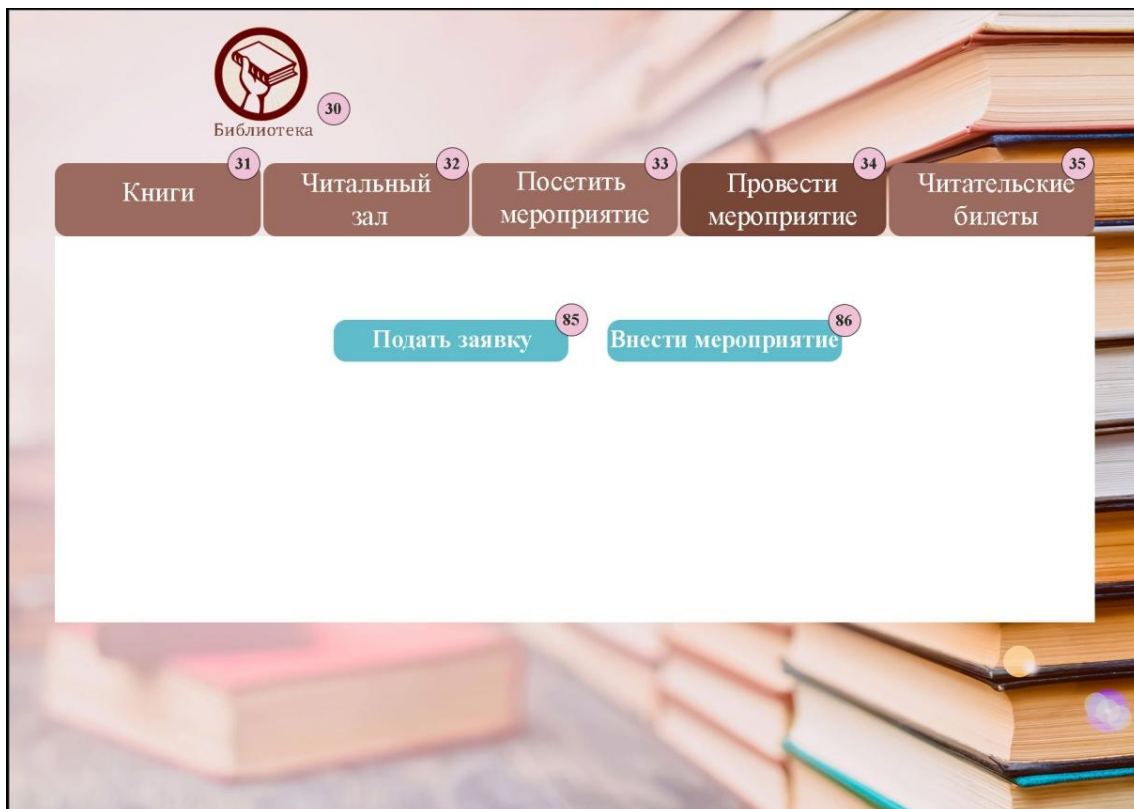 30
Библиотека
31
32
33
34
35
Книги
Читальный
зал
Посетить
мероприятие
Провести
мероприятие
Читательские
билеты
85
86
Подать заявку
Внести мероприятие